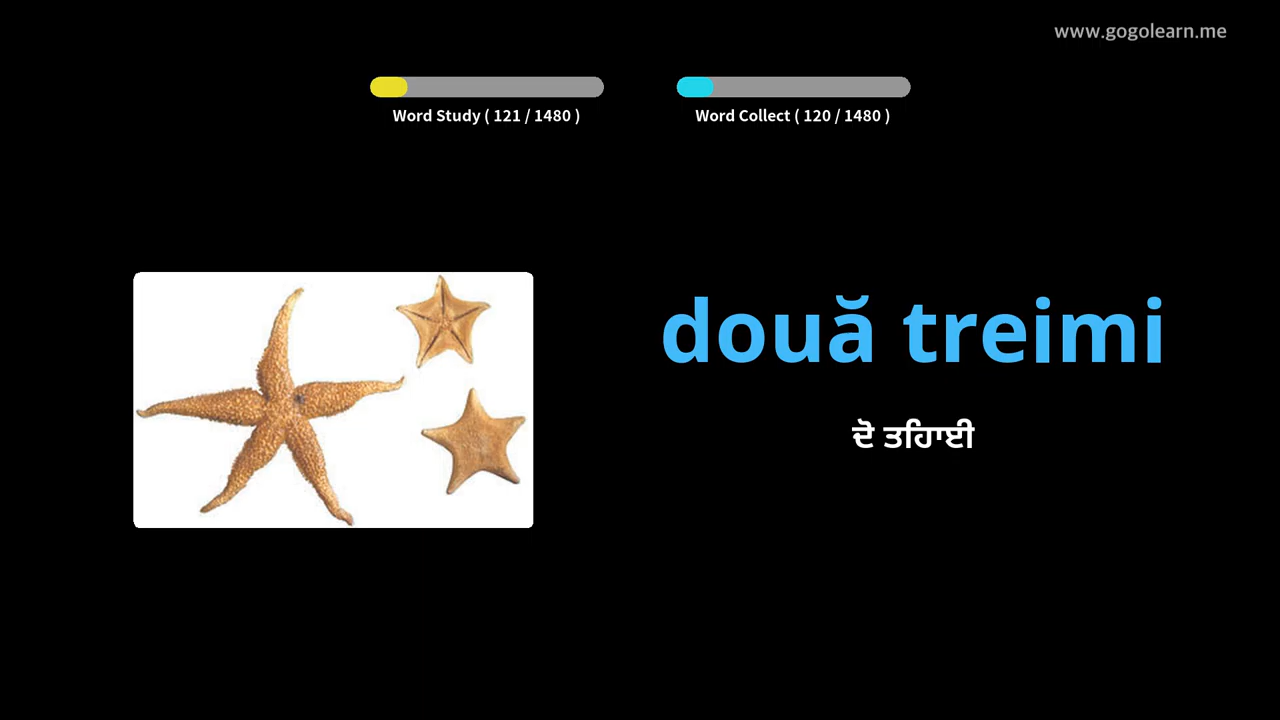 www.gogolearn.me
Word Study ( 121 / 1480 )
Word Collect ( 120 / 1480 )
două treimi
ਦੋ ਤਿਹਾਈ